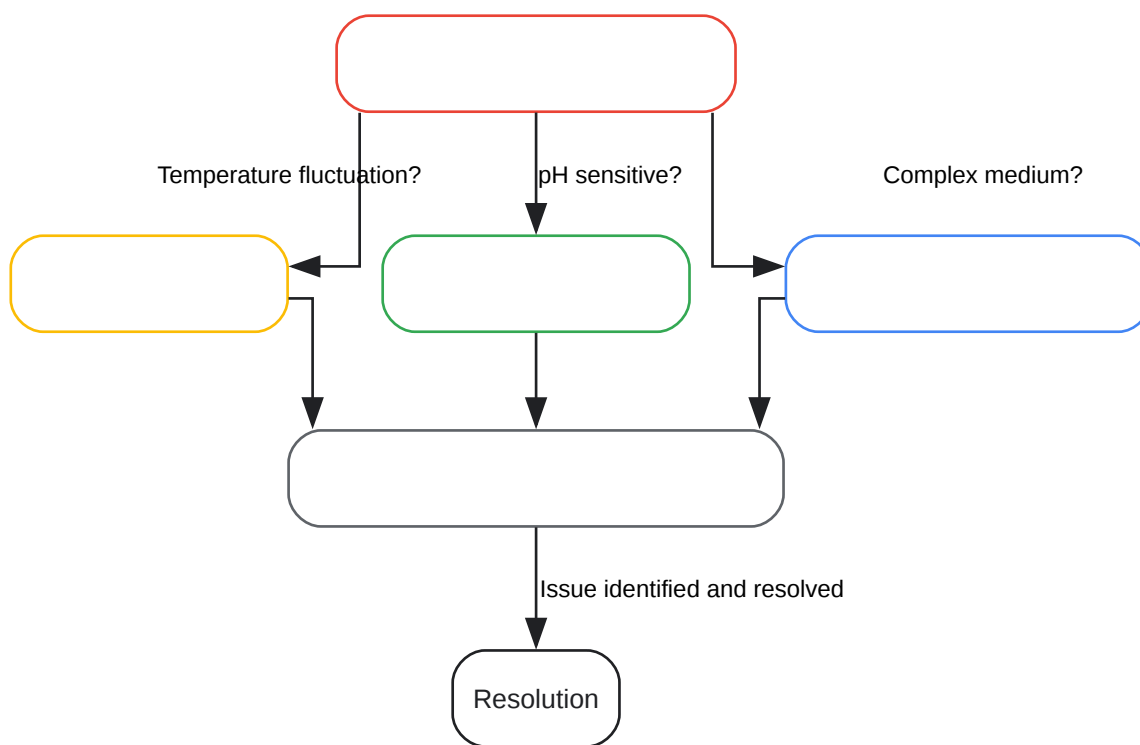 Temperature fluctuation?
pH sensitive?
Complex medium?
Issue identified and resolved
Resolution